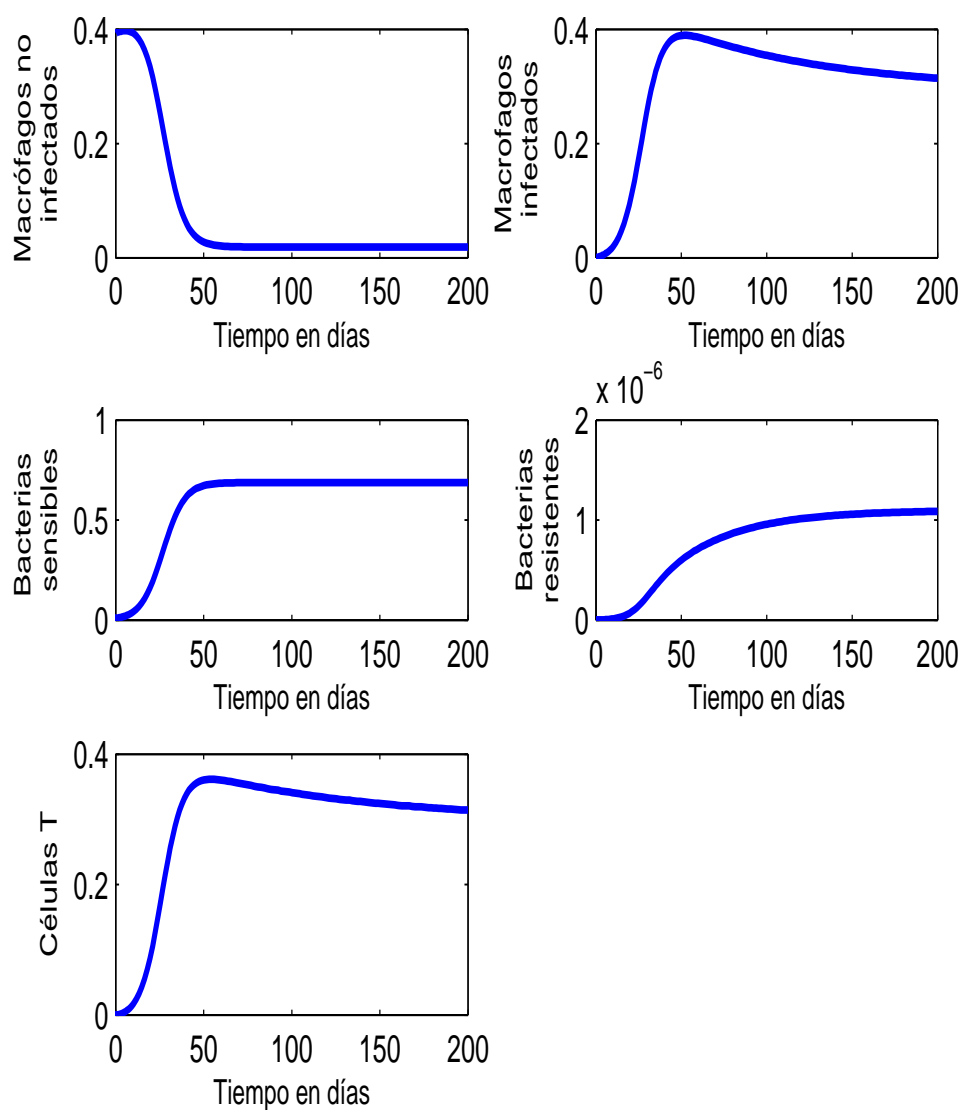 Macrófagos no
infectados
0.4
0.2
0
0 50 100 150 200
Tiempo en días
Macrofagos
infectados
0.4
0.2
0
0 50 100 150 200
Tiempo en días
Bacterias
sensibles
1
0.5
0
0 50 100 150 200
Tiempo en días
Bacterias
resistentes
x 10⁻⁶
2
1
0
0 50 100 150 200
Tiempo en días
Células T
0.4
0.2
0
0 50 100 150 200
Tiempo en días